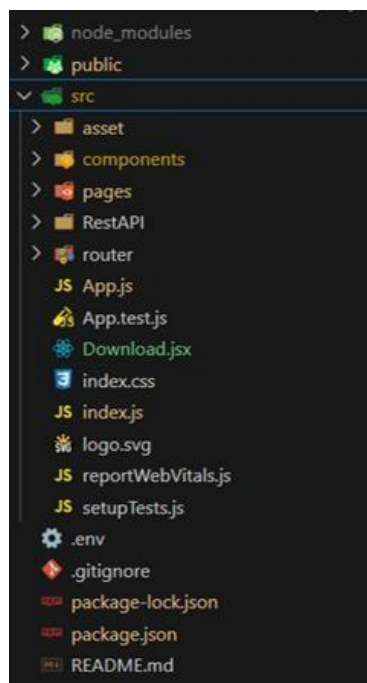 node_modules
public
src
asset
components
pages
RestAPI
router
JS App.js
App.test.js
Download.jsx
index.css
JS index.js
logo.svg
JS reportWebVitals.js
JS setupTests.js
.env
.gitignore
package-lock.json
package.json
README.md